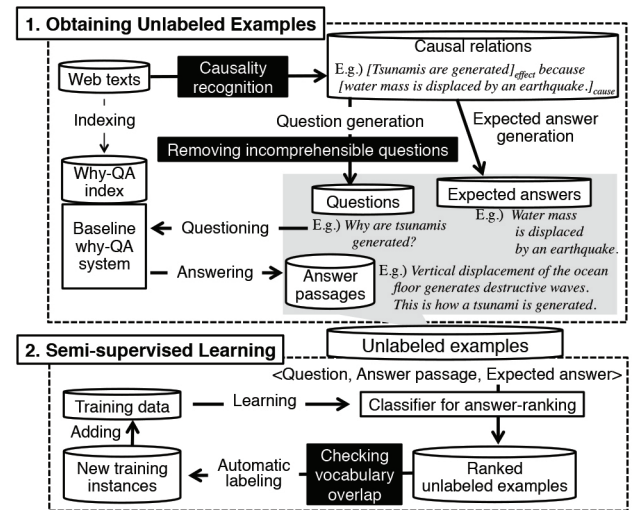 1. Obtaining Unlabeled Examples
Web texts
Causality
recognition
Causal relations
E.g.) [Tsunamis are generated]effect because
[water mass is displaced by an earthquake.]cause
Indexing
Question generation
Expected answer
generation
Removing incomprehensible questions
Why-QA
index
Questions
Expected answers
E.g.) Why are tsunamis
generated?
E.g.) Water mass
is displaced
by an earthquake.
Baseline
why-QA
system
Questioning
Answering
Answer
passages
E.g.) Vertical displacement of the ocean
floor generates destructive waves.
This is how a tsunami is generated.
Unlabeled examples
2. Semi-supervised Learning
<Question, Answer passage, Expected answer>
Training data
Learning
Classifier for answer-ranking
Adding
New training
instances
Automatic
labeling
Checking
vocabulary
overlap
Ranked
unlabeled examples